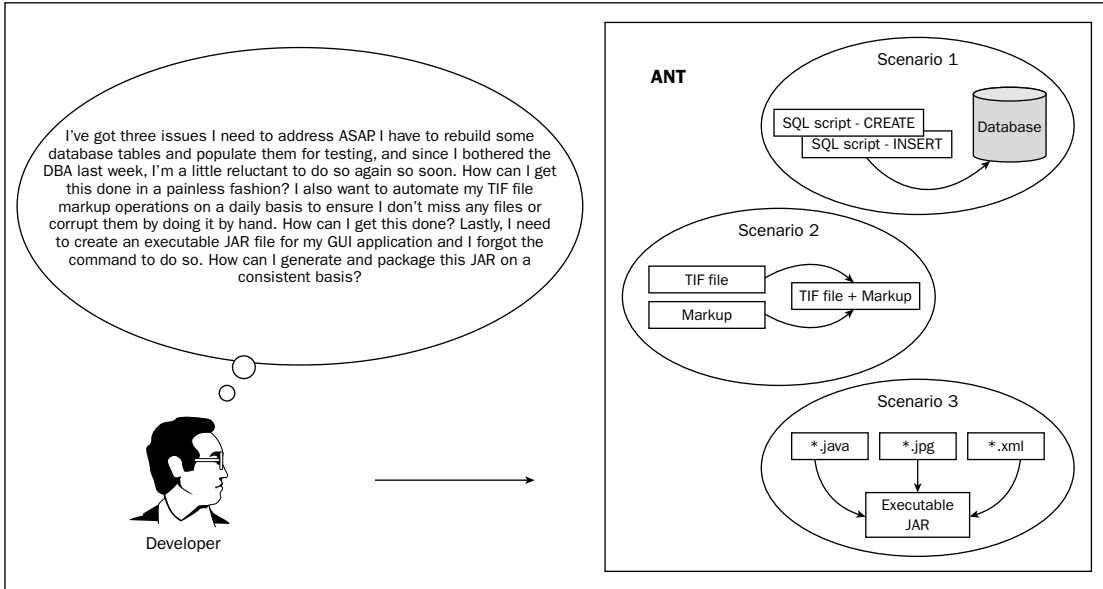 I've got three issues I need to address ASAP. I have to rebuild some
database tables and populate them for testing, and since I bothered the
DBA last week, I'm a little reluctant to do so again so soon. How can I get
this done in a painless fashion? I also want to automate my TIF file
markup operations on a daily basis to ensure I don't miss any files or
corrupt them by doing it by hand. How can I get this done? Lastly, I need
to create an executable JAR file for my GUI application and I forgot the
command to do so. How can I generate and package this JAR on a
consistent basis?
Developer
ANT
Scenario 1
SQL script - CREATE
SQL script - INSERT
Database
Scenario 2
TIF file
Markup
TIF file + Markup
Scenario 3
*.java
*.jpg
*.xml
Executable
JAR